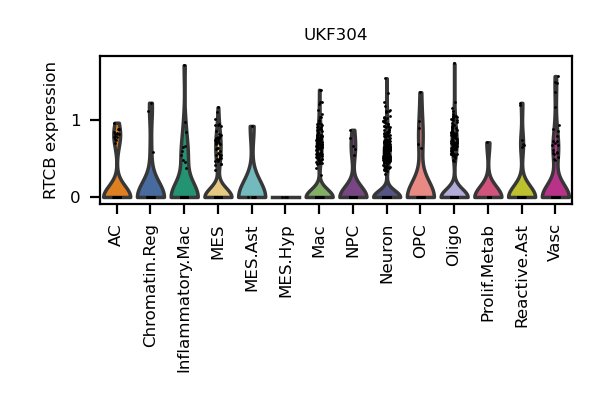 UKF304
RTCB expression
1
0
AC
Chromatin.Reg
Inflammatory.Mac
MES
MES.Ast
MES.Hyp
Mac
NPC
Neuron
OPC
Oligo
Prolif.Metab
Reactive.Ast
Vasc